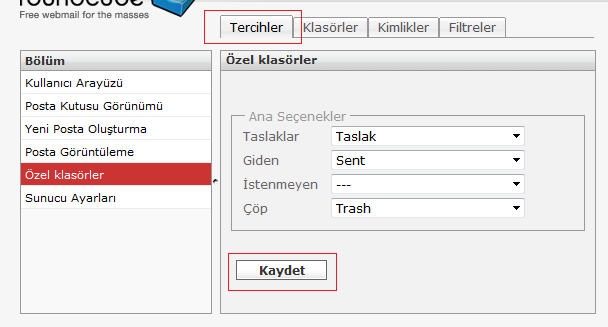 Free webmail for the masses
Tercihler Klasörler Kimlikler Filtreler
Bölüm
Kullanıcı Arayüzü
Posta Kutusu Görünümü
Yeni Posta Oluşturma
Posta Görüntüleme
Özel klasörler
Sunucu Ayarları
Özel klasörler
Ana Seçenekler
Taslaklar Taslak
Giden Sent
İstenmeyen ---
Çöp Trash
Kaydet